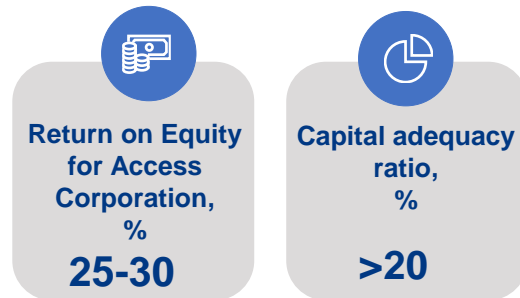 Return on Equity
for Access
Corporation,
%
25-30
Capital adequacy
ratio,
%
>20